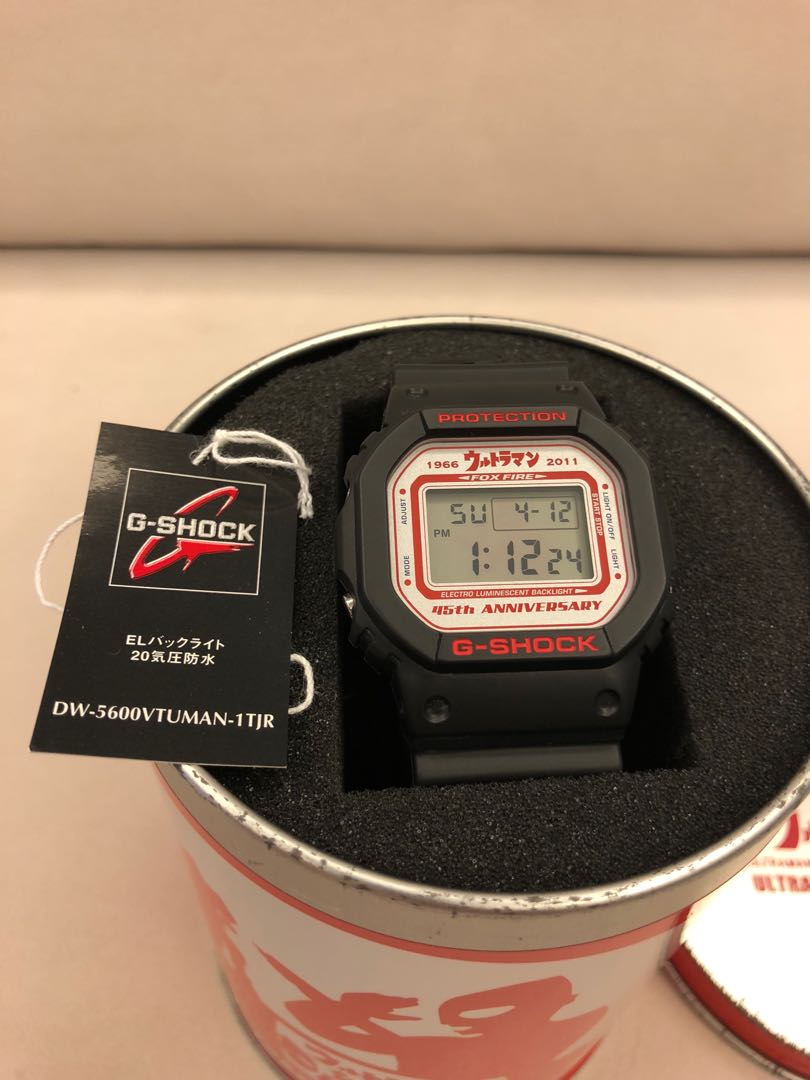 G-SHOCK
ELバックライト
20気圧防水
DW-5600VTUMAN-1TJR
PROTECTION
1966 ウルトラマン 2011
FOX FIRE
ADJUST
MODE
LIGHT ON/OFF
START STOP
LIGHT
SU 4-12
PM 1:12 24
ELECTRO LUMINESCENT BACKLIGHT
45th ANNIVERSARY
G-SHOCK